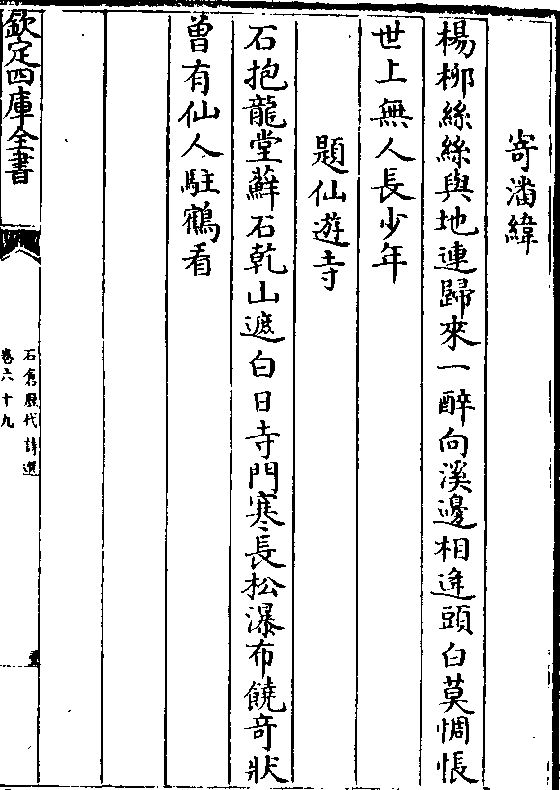 寄潘緯
楊柳絲絲與地連歸來一醉向溪邊相逢頭白莫惆悵
世上無人長少年
題仙遊寺
石抱龍堂蘚石乾山遮白日寺門寒長松瀑布饒奇狀
曾有仙人駐鶴看
欽定四庫全書
石倉歷代詩選
卷六十九